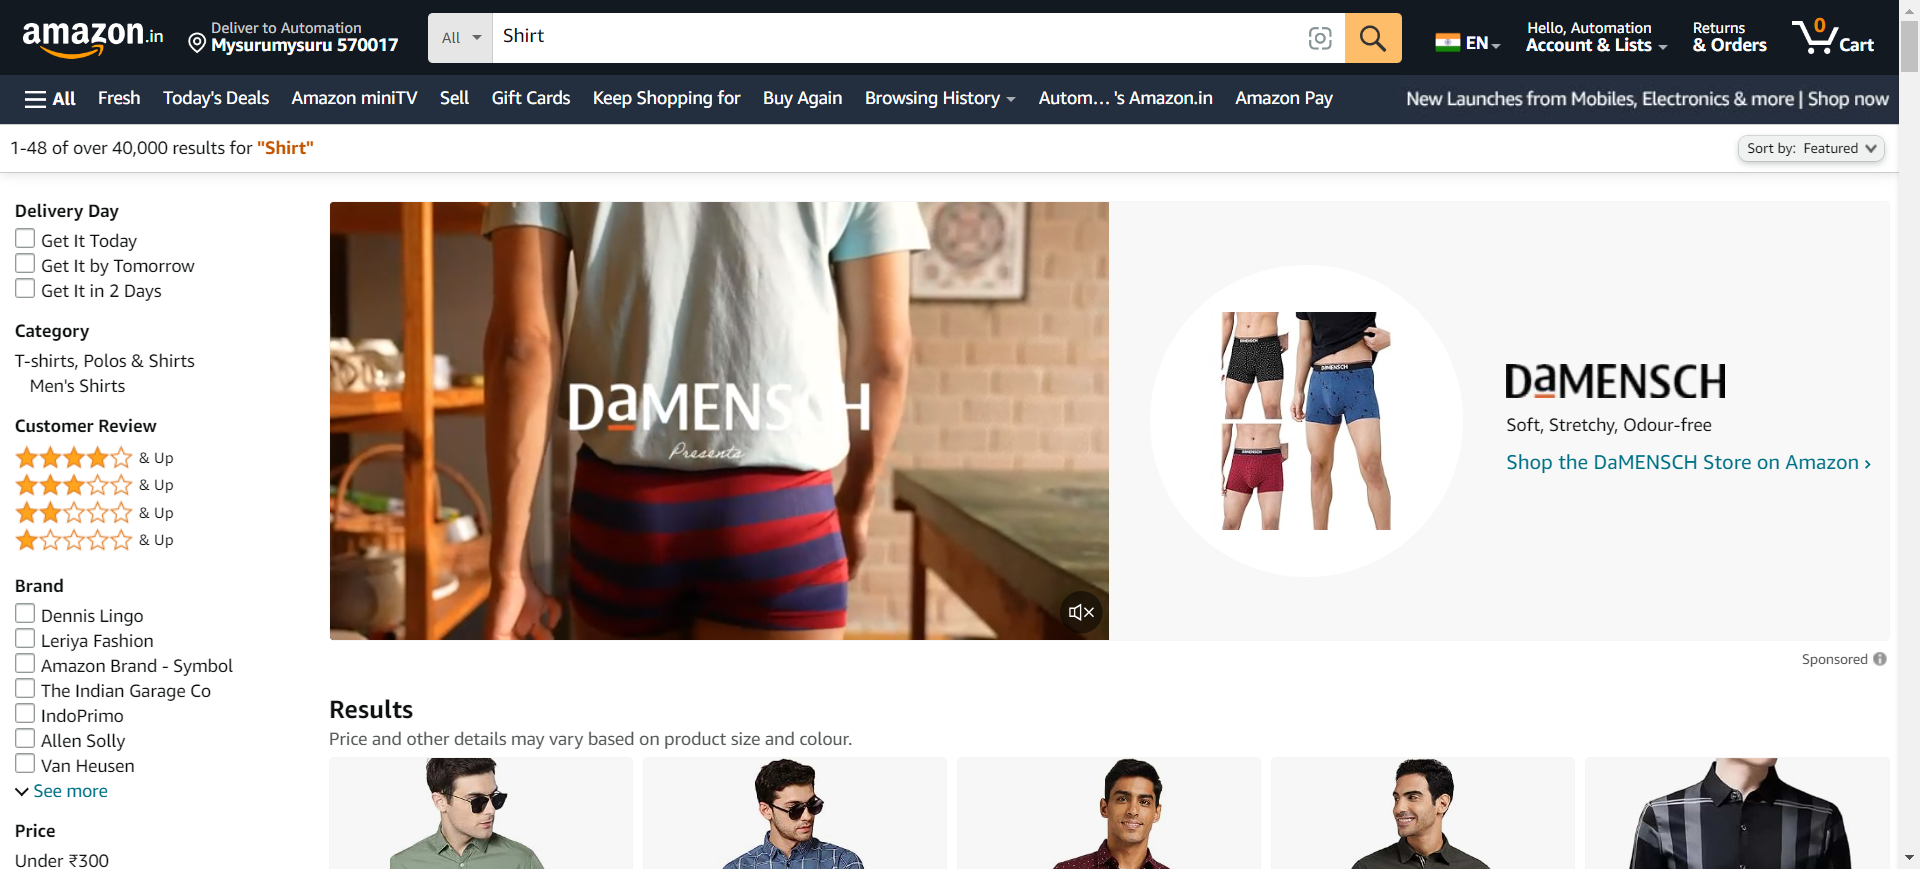 amazon.in
Deliver to Automation
Mysurumysuru 570017
All
Shirt
EN
Hello, Automation
Account & Lists
Returns
& Orders
0
Cart
All
Fresh
Today's Deals
Amazon miniTV
Sell
Gift Cards
Keep Shopping for
Buy Again
Browsing History
Autom... 's Amazon.in
Amazon Pay
New Launches from Mobiles, Electronics & more | Shop now
1-48 of over 40,000 results for "Shirt"
Sort by: Featured
Delivery Day
Get It Today
Get It by Tomorrow
Get It in 2 Days
Category
T-shirts, Polos & Shirts
Men's Shirts
Customer Review
& Up
& Up
& Up
& Up
Brand
Dennis Lingo
Leriya Fashion
Amazon Brand - Symbol
The Indian Garage Co
IndoPrimo
Allen Solly
Van Heusen
See more
Price
Under ₹300
DaMENSCH
Presents
DAMENSCH
DAMENSCH
DAMENSCH
DaMENSCH
Soft, Stretchy, Odour-free
Shop the DaMENSCH Store on Amazon ›
Sponsored
Results
Price and other details may vary based on product size and colour.